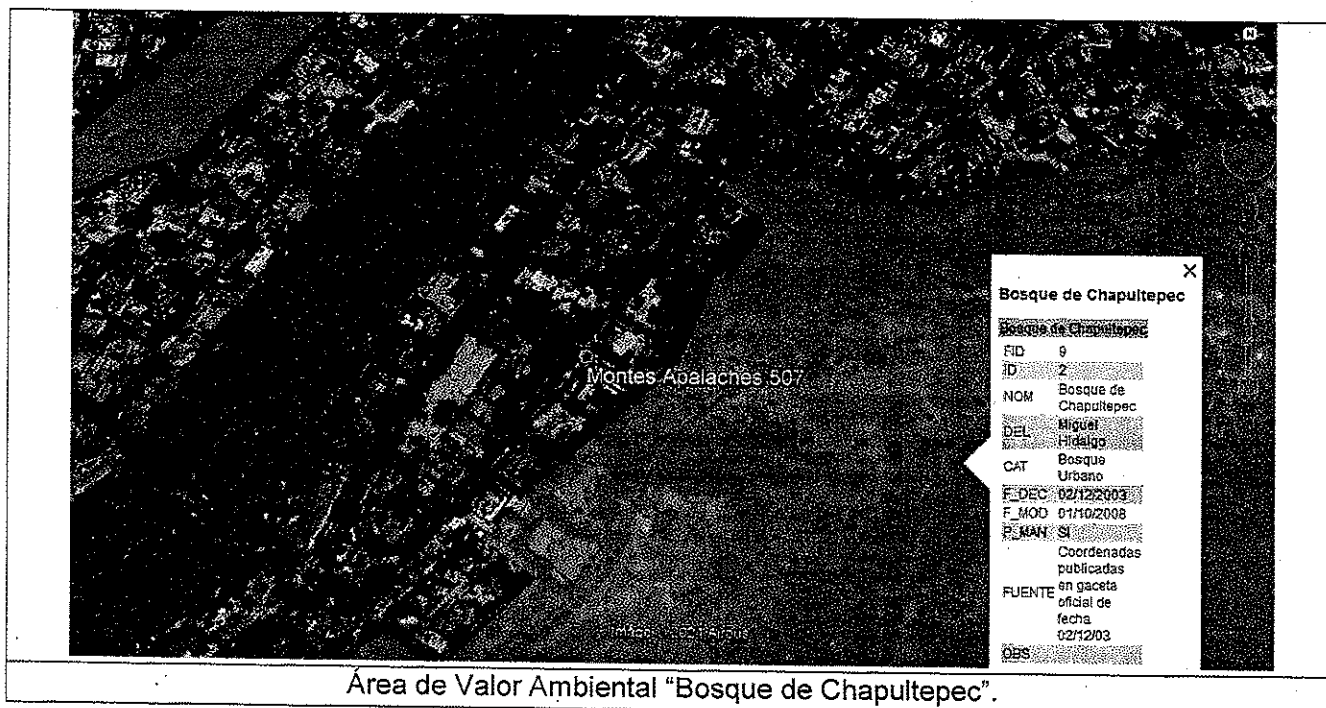 Montes Apalaches 507
Bosque de Chapultepec
Bosque de Chapultepec
FID 9
ID 2
NOM Bosque de
Chapultepec
DEL Miguel
Hidalgo
CAT Bosque
Urbano
F_DEC 02/12/2003
F_MOD 01/10/2008
P_MAN SI
Coordenadas
publicadas
FUENTE en gaceta
oficial de
fecha
02/12/03
OBS
Área de Valor Ambiental “Bosque de Chapultepec”.